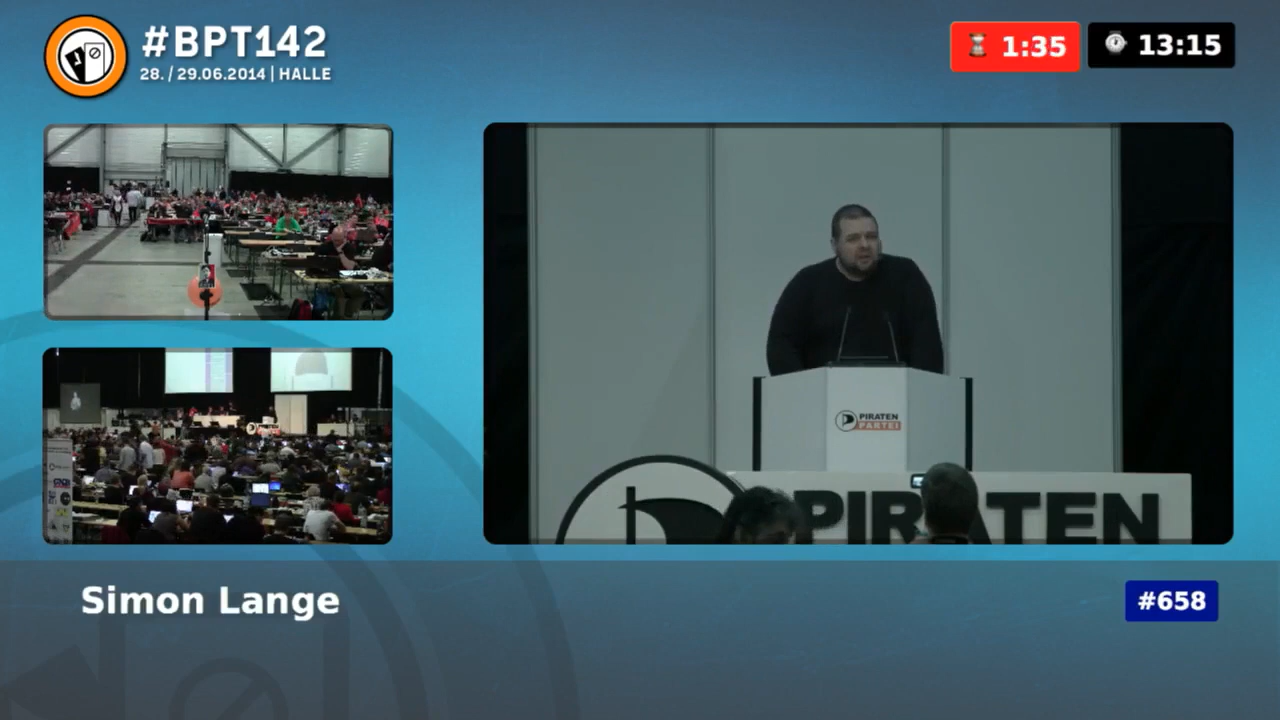 #BPT142
28. / 29.06.2014 | HALLE
1:35
13:15
PIRATEN
PARTEI
PIRATEN
Simon Lange
#658